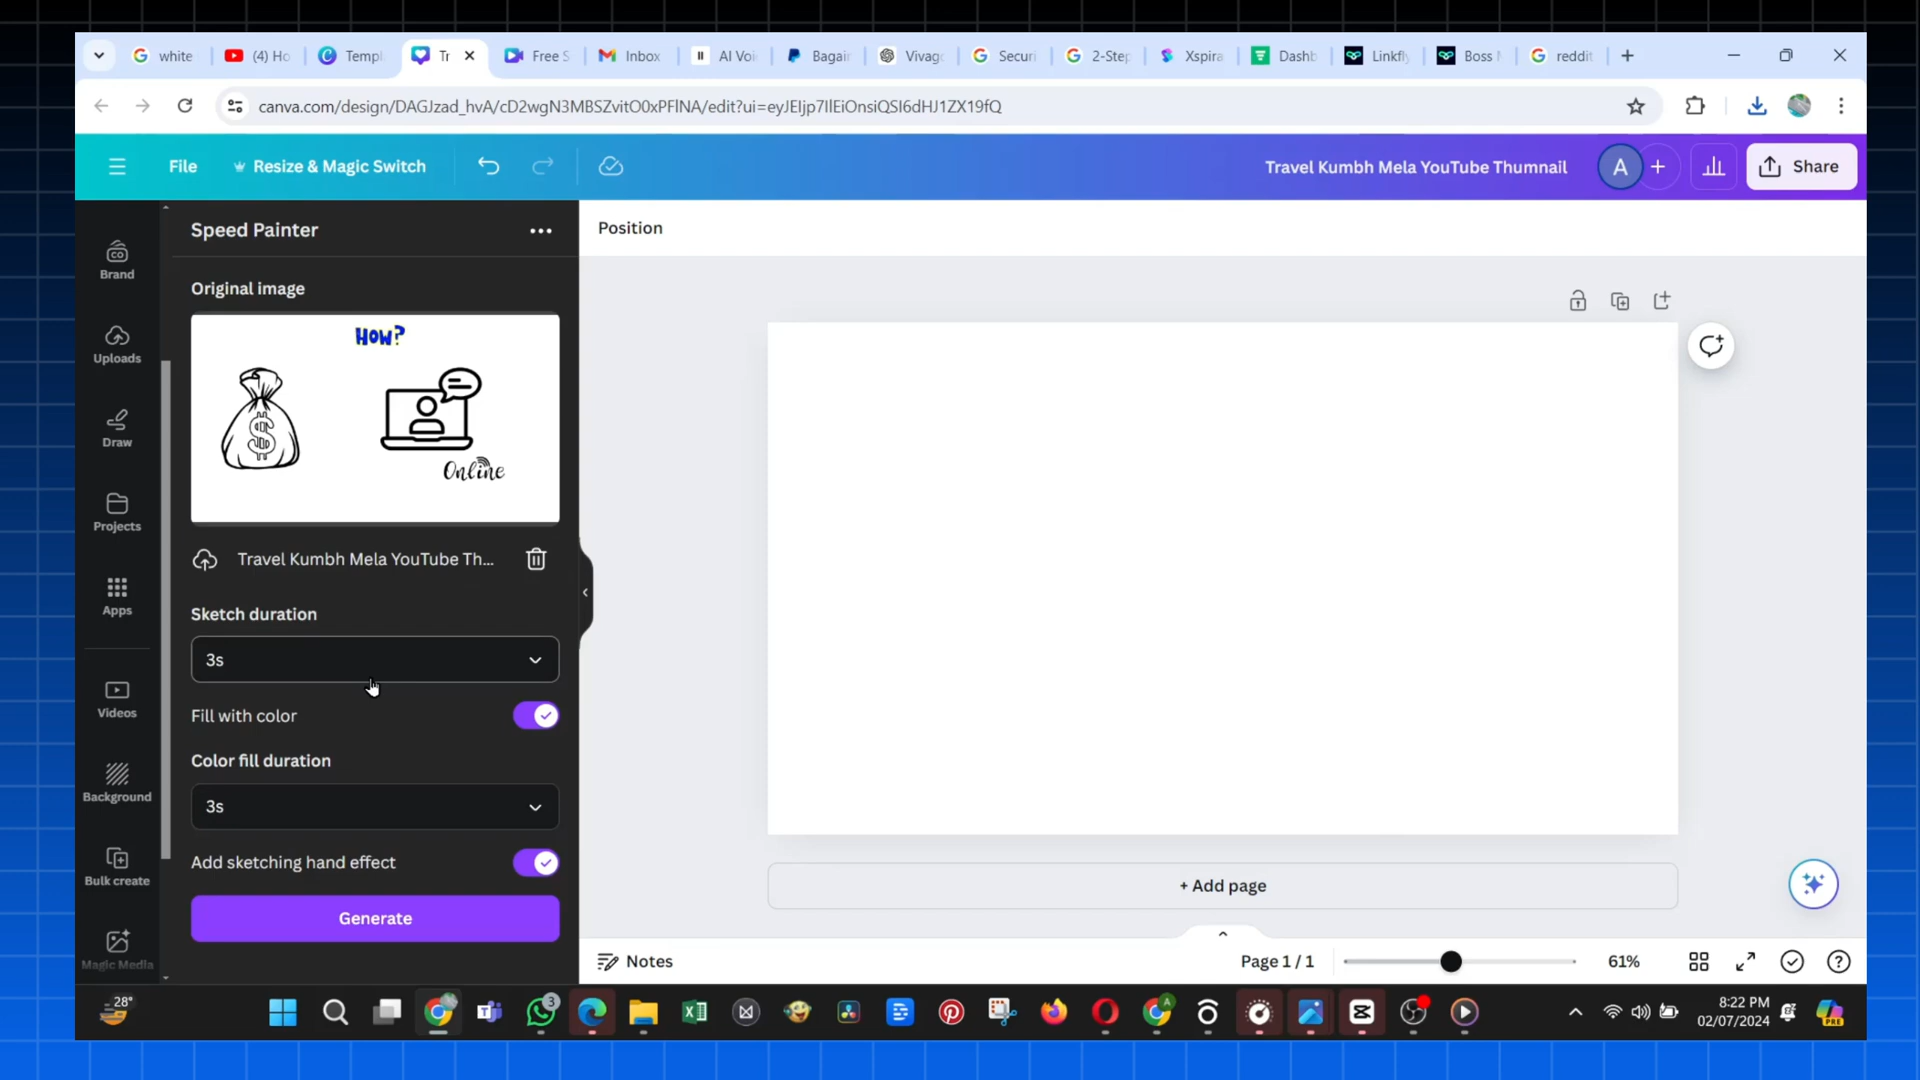 white
(4) Ho
Templ
Tr
Free S
Inbox
AI Voi
Bagair
Vivag
Securi
2-Step
Xspira
Dashb
Linkfly
Boss
reddit
canva.com/design/DAGJzad_hvA/cD2wgN3MBSZvitO0xPFlNA/edit?ui=eyJEIjp7IlEiOnsiQSI6dHJ1ZX19fQ
File
Resize & Magic Switch
Travel Kumbh Mela YouTube Thumnail
A
Share
Brand
Uploads
Draw
Projects
Apps
Videos
Background
Bulk create
Magic Media
Speed Painter
Original image
How?
$
Online
Travel Kumbh Mela YouTube Th...
Sketch duration
3s
Fill with color
Color fill duration
3s
Add sketching hand effect
Generate
Position
+ Add page
Notes
Page 1 / 1
61%
28°
3
8:22 PM
02/07/2024
PRE